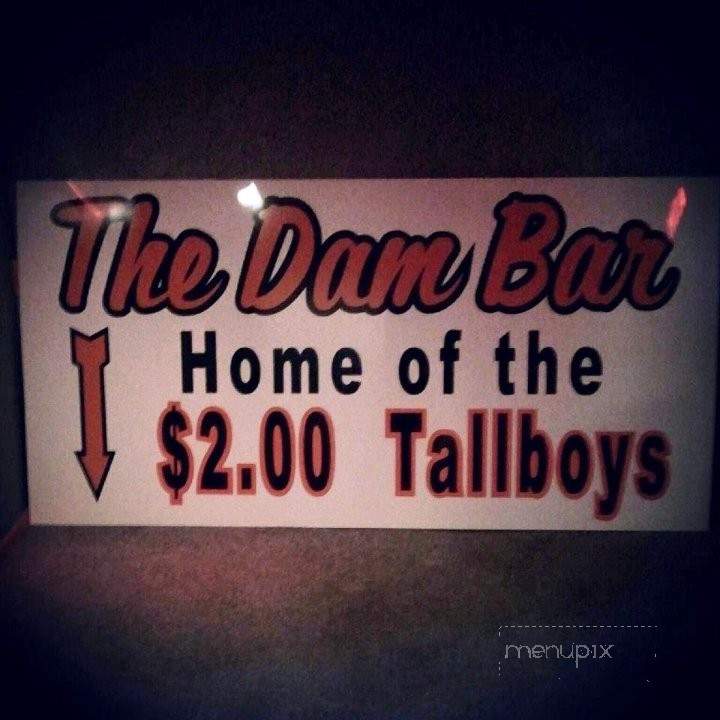 The Dam Bar
Home of the
$2.00 Tallboys
menupix